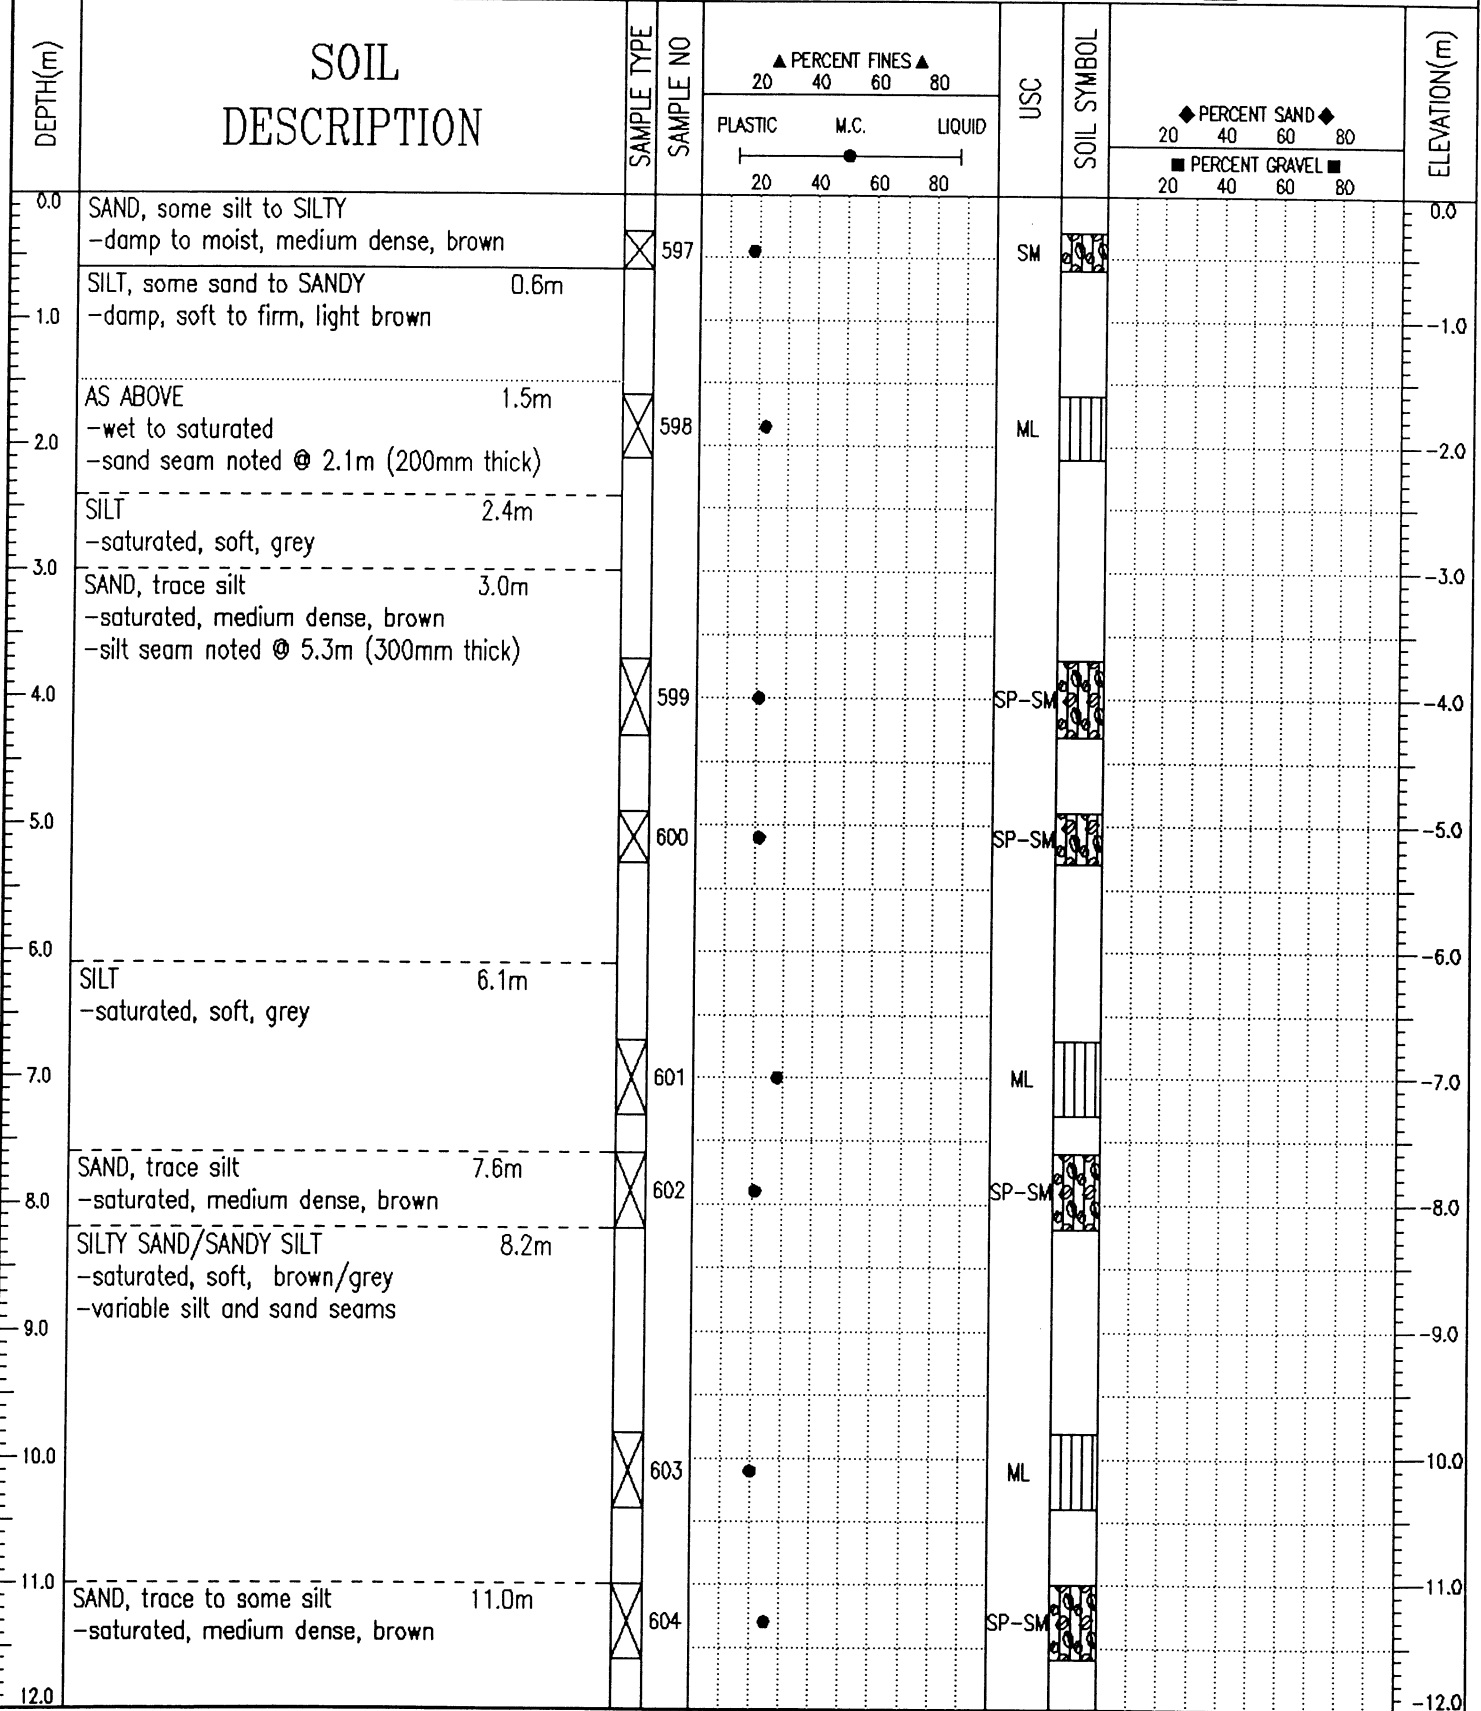 DEPTH(m)
SOIL
DESCRIPTION
SAMPLE TYPE
SAMPLE NO
▲ PERCENT FINES ▲
20 40 60 80
PLASTIC M.C. LIQUID
20 40 60 80
USC
SOIL SYMBOL
◆ PERCENT SAND ◆
20 40 60 80
■ PERCENT GRAVEL ■
20 40 60 80
ELEVATION(m)
0.0
SAND, some silt to SILTY
-damp to moist, medium dense, brown
597
SM
0.0
SILT, some sand to SANDY 0.6m
1.0
-damp, soft to firm, light brown
-1.0
AS ABOVE 1.5m
-wet to saturated
598
ML
2.0
-sand seam noted @ 2.1m (200mm thick)
-2.0
SILT 2.4m
-saturated, soft, grey
3.0
SAND, trace silt 3.0m
-3.0
-saturated, medium dense, brown
-silt seam noted @ 5.3m (300mm thick)
4.0
599
SP-SM
-4.0
5.0
600
SP-SM
-5.0
6.0
-6.0
SILT 6.1m
-saturated, soft, grey
7.0
601
ML
-7.0
SAND, trace silt 7.6m
-saturated, medium dense, brown
602
SP-SM
8.0
-8.0
SILTY SAND/SANDY SILT 8.2m
-saturated, soft, brown/grey
-variable silt and sand seams
9.0
-9.0
10.0
603
ML
-10.0
11.0
-11.0
SAND, trace to some silt 11.0m
-saturated, medium dense, brown
604
SP-SM
12.0
-12.0